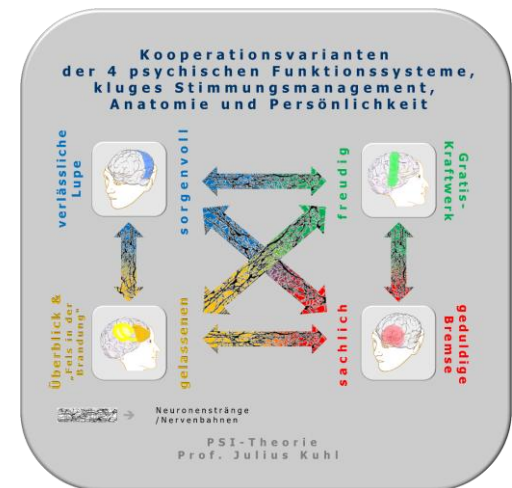 Kooperationsvarianten
der 4 psychischen Funktionssysteme,
kluges Stimmungsmanagement,
Anatomie und Persönlichkeit
verlässliche
Lupe
sorgenvoll
freudig
Gratis-
Kraftwerk
Überblick &
„Fels in der
Brandung"
gelassenen
sachlich
geduldige
Bremse
Neuronenstränge
/Nervenbahnen
PSI-Theorie
Prof. Julius Kuhl